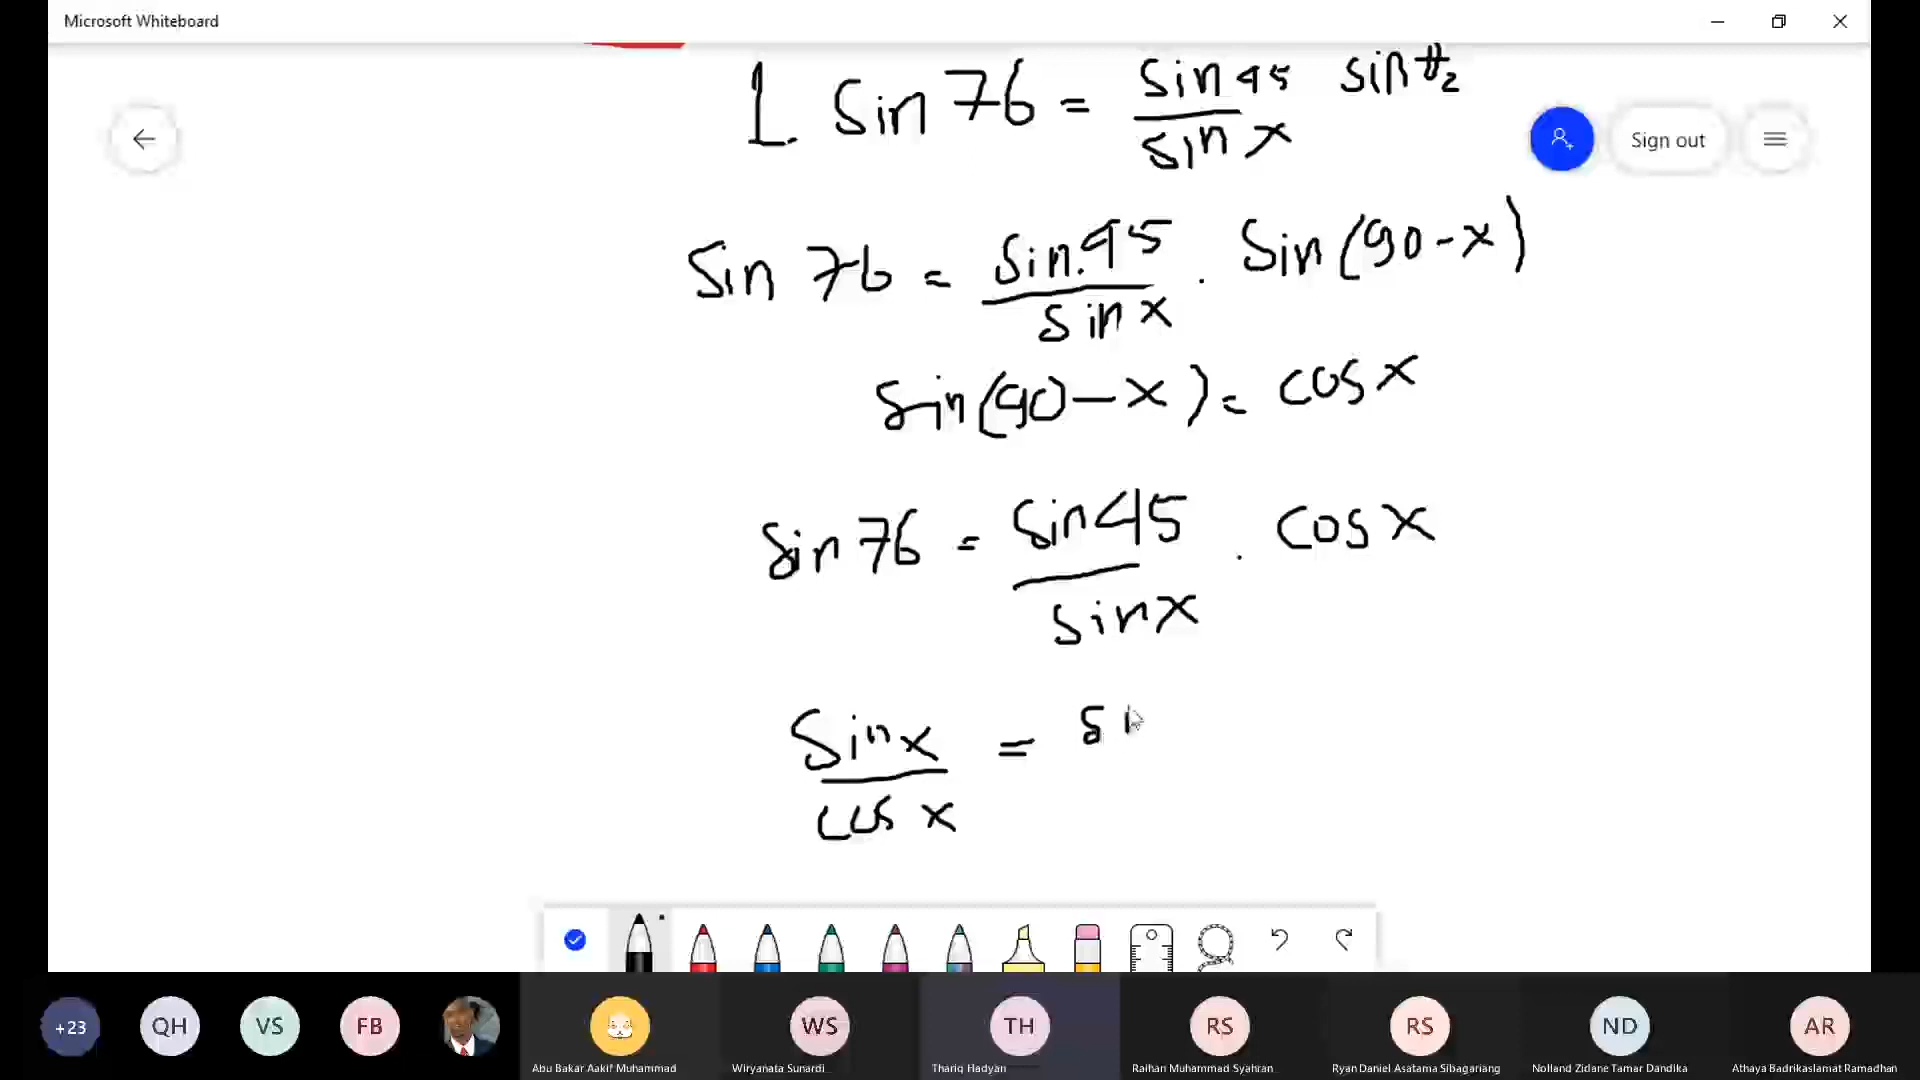 Microsoft Whiteboard
1. Sin 76 = sin 45 / sin x sin θ2
Sign out
Sin 76 = sin.45 / sin x . Sin (90 - x)
sin (90 - x) = cos x
sin 76 = sin 45 / sin x . cos x
Sin x / cos x = s
+23
QH
VS
FB
WS
TH
RS
RS
ND
AR
Abu Bakar Aakif Muhammad
Wiryanata Sunardi...
Thariq Hadyan
Raihan Muhammad Syahran...
Ryan Daniel Asatama Sibagariang
Nolland Zidane Tamar Dandika
Athaya Badrikaslamat Ramadhan